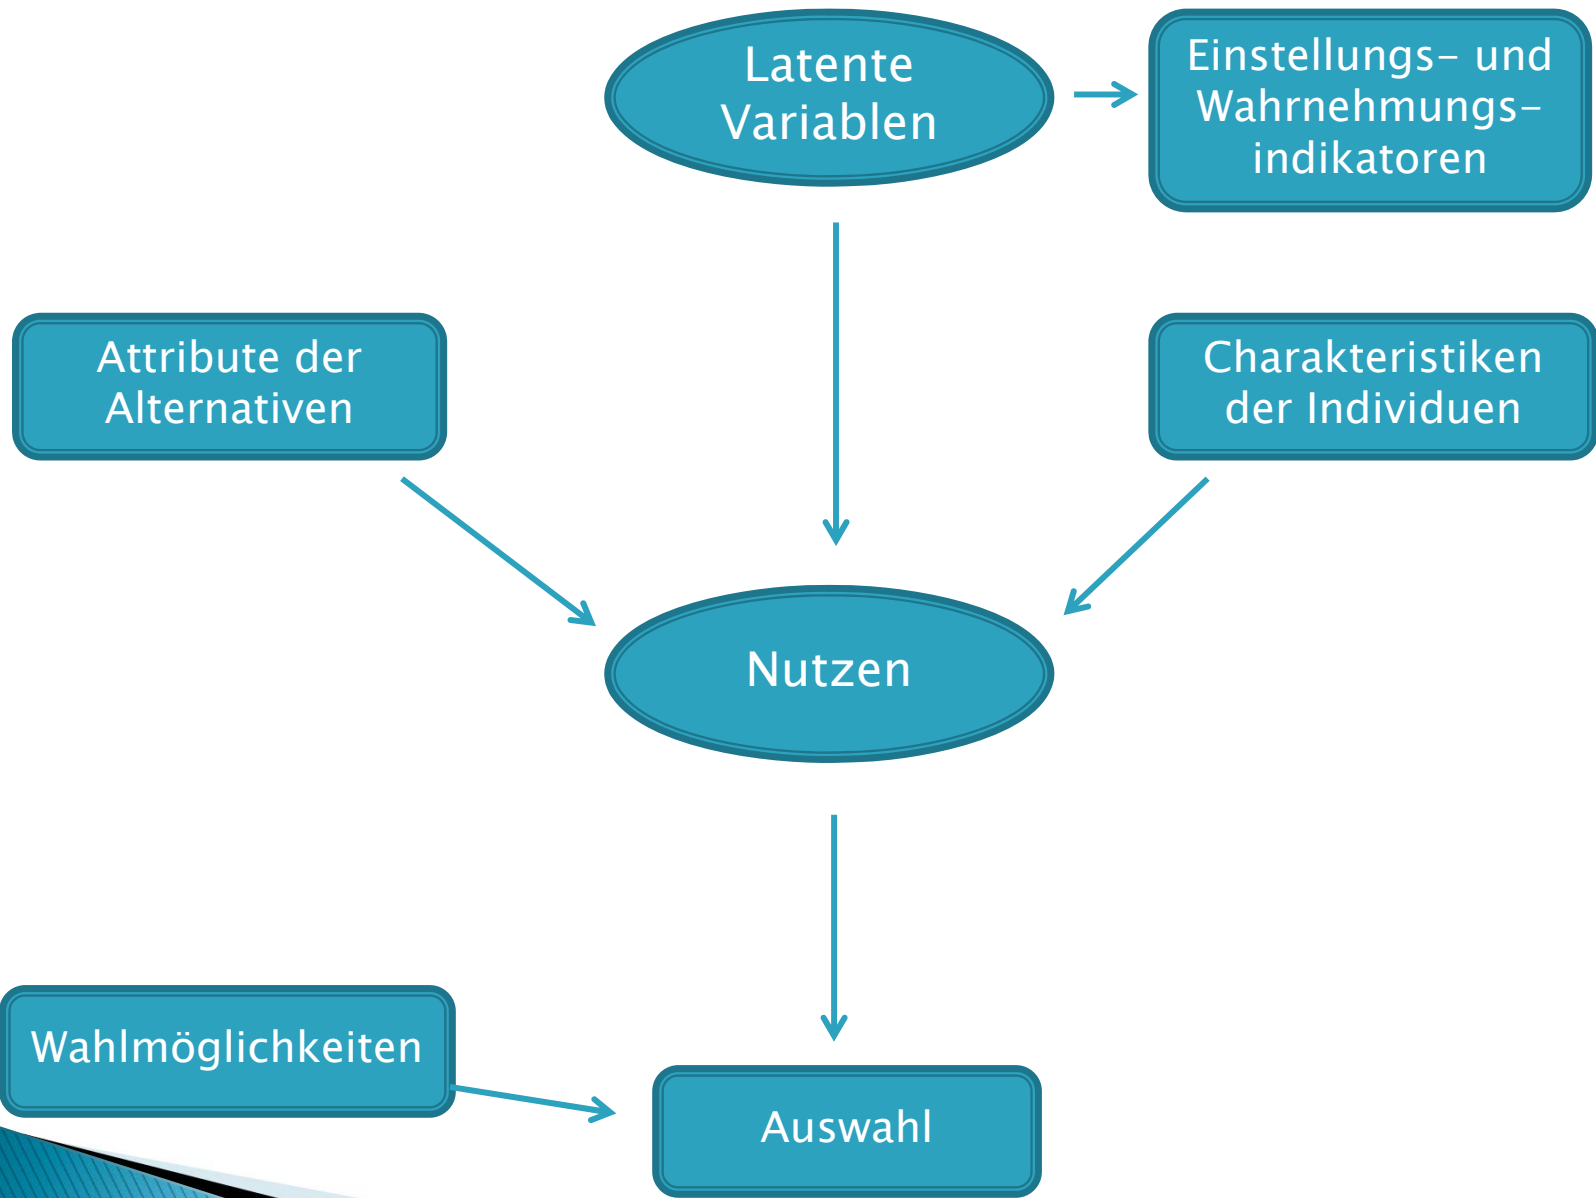 Latente
Variablen
Einstellungs- und
Wahrnehmungs-
indikatoren
Attribute der
Alternativen
Charakteristiken
der Individuen
Nutzen
Wahlmöglichkeiten
Auswahl